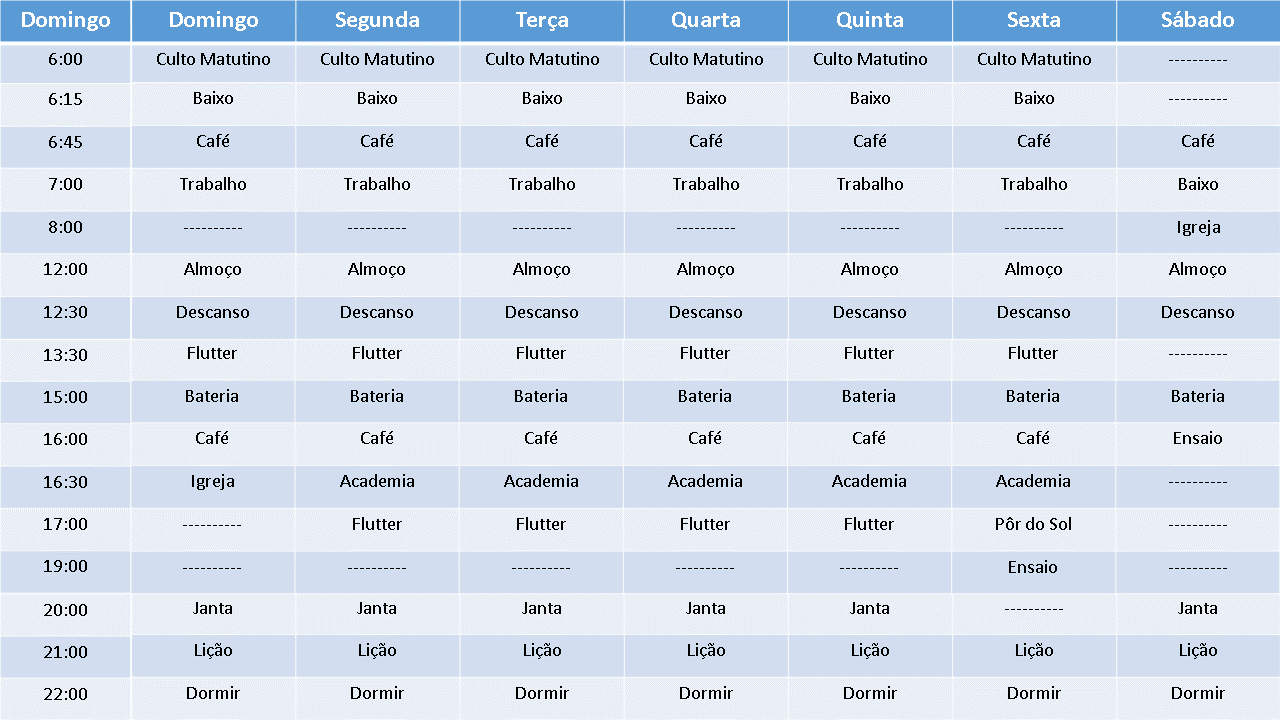 Domingo Domingo Segunda Terça Quarta Quinta Sexta Sábado
6:00 Culto Matutino Culto Matutino Culto Matutino Culto Matutino Culto Matutino Culto Matutino ----------
6:15 Baixo Baixo Baixo Baixo Baixo Baixo ----------
6:45 Café Café Café Café Café Café Café
7:00 Trabalho Trabalho Trabalho Trabalho Trabalho Trabalho Baixo
8:00 ---------- ---------- ---------- ---------- ---------- ---------- Igreja
12:00 Almoço Almoço Almoço Almoço Almoço Almoço Almoço
12:30 Descanso Descanso Descanso Descanso Descanso Descanso Descanso
13:30 Flutter Flutter Flutter Flutter Flutter Flutter ----------
15:00 Bateria Bateria Bateria Bateria Bateria Bateria Bateria
16:00 Café Café Café Café Café Café Ensaio
16:30 Igreja Academia Academia Academia Academia Academia ----------
17:00 ---------- Flutter Flutter Flutter Flutter Pôr do Sol ----------
19:00 ---------- ---------- ---------- ---------- ---------- Ensaio ----------
20:00 Janta Janta Janta Janta Janta ---------- Janta
21:00 Lição Lição Lição Lição Lição Lição Lição
22:00 Dormir Dormir Dormir Dormir Dormir Dormir Dormir